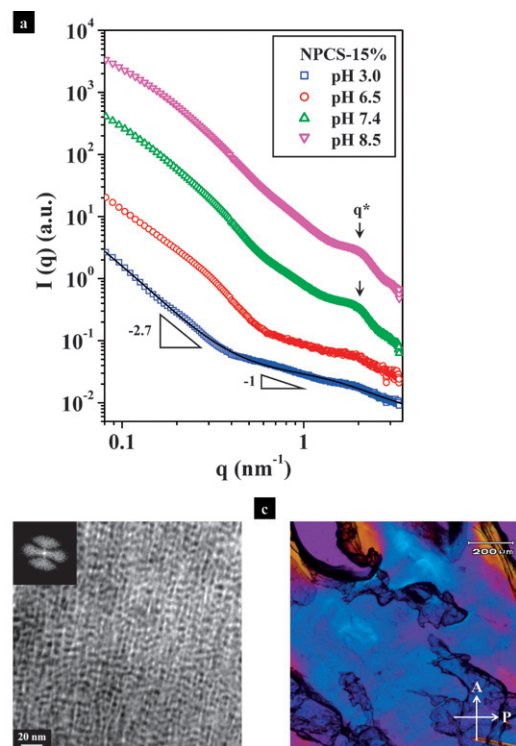 a
NPCS-15%
pH 3.0
pH 6.5
pH 7.4
pH 8.5
10⁴
10³
10²
10¹
10⁰
10⁻¹
10⁻²
I (q) (a.u.)
q*
-2.7
-1
0.1
1
q (nm⁻¹)
c
20 nm
200 µm
A
P